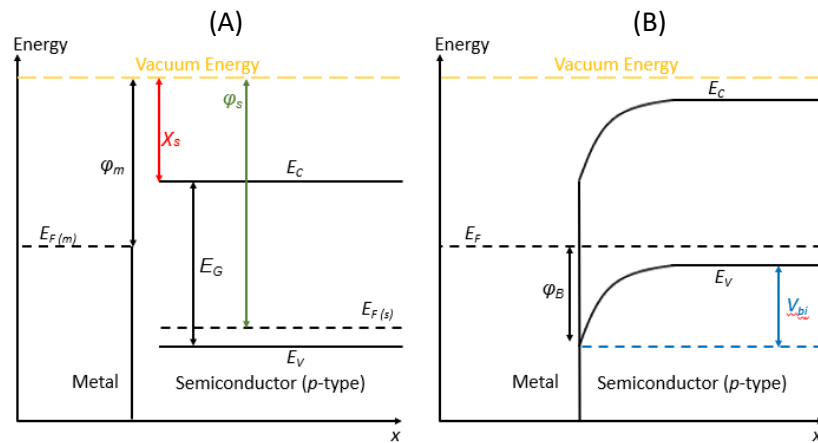 (A)
Energy
Vacuum Energy
φs
Xs
φm
EC
EF (m)
EG
EF (s)
EV
Metal
Semiconductor (p-type)
x
(B)
Energy
Vacuum Energy
EC
EF
EV
φB
Vbi
Metal
Semiconductor (p-type)
x